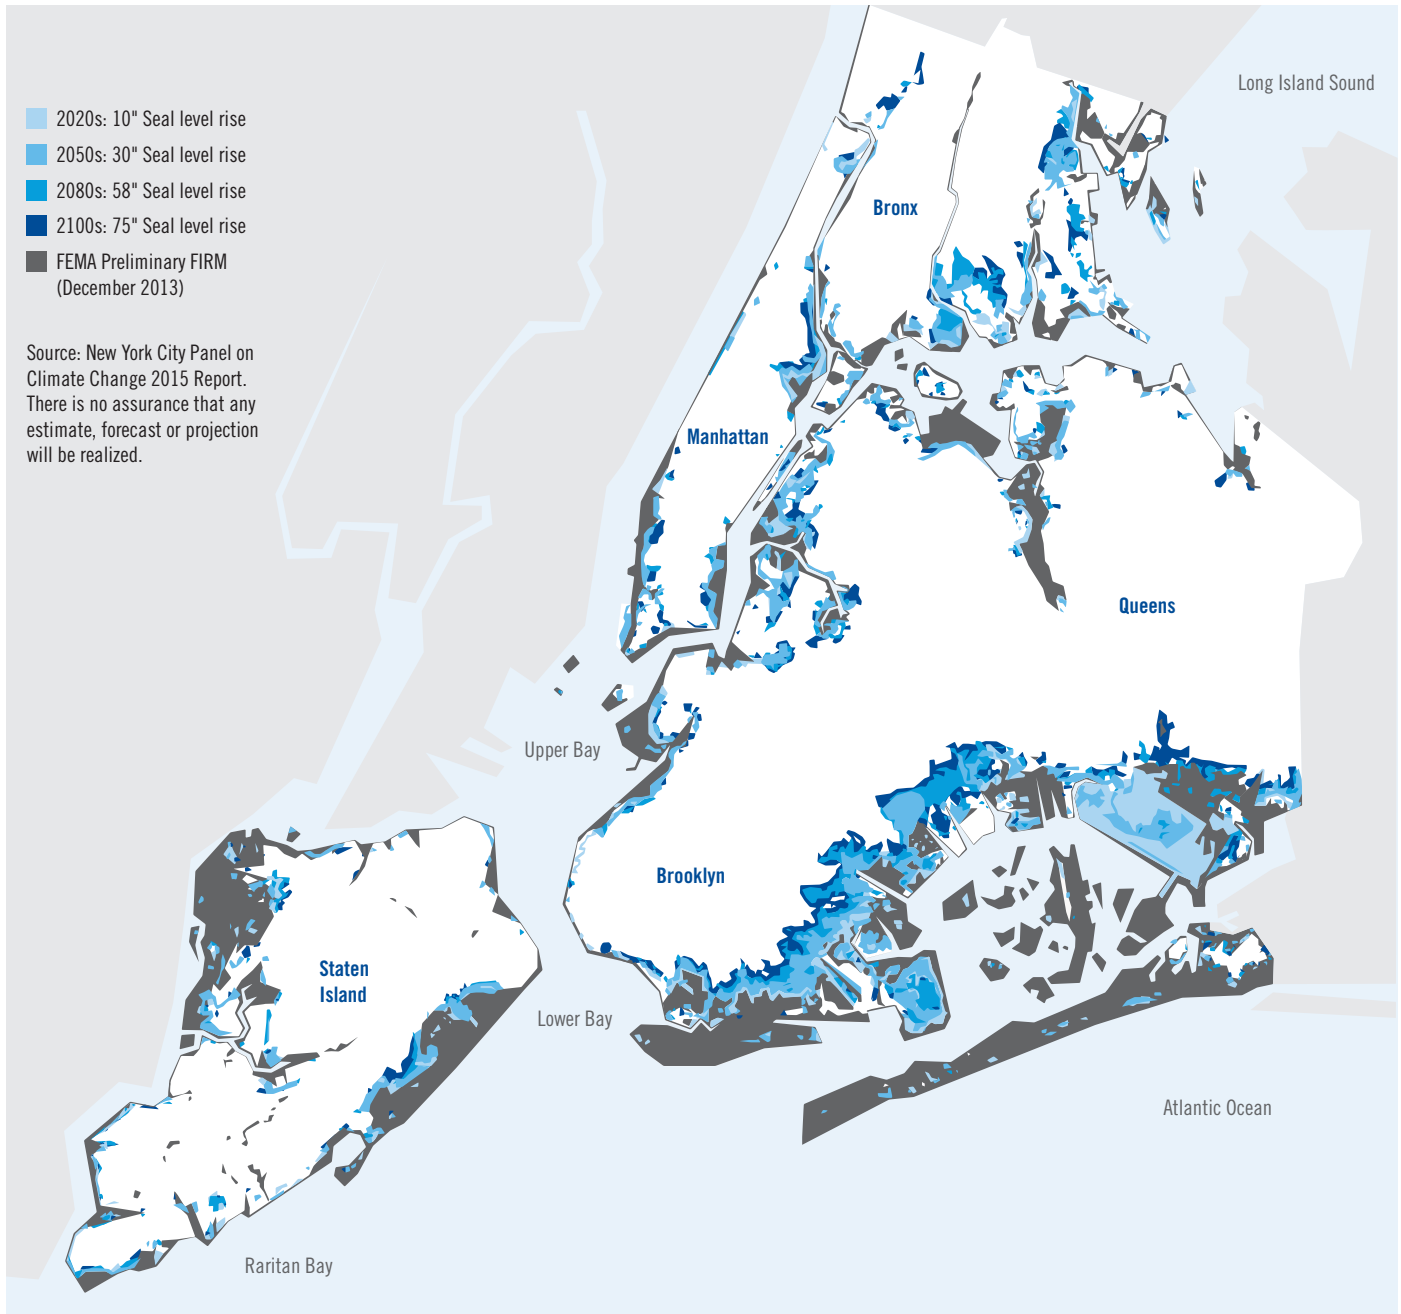 2020s: 10" Seal level rise
2050s: 30" Seal level rise
2080s: 58" Seal level rise
2100s: 75" Seal level rise
FEMA Preliminary FIRM
(December 2013)
Source: New York City Panel on
Climate Change 2015 Report.
There is no assurance that any
estimate, forecast or projection
will be realized.
Long Island Sound
Bronx
Manhattan
Queens
Upper Bay
Brooklyn
Staten
Island
Lower Bay
Atlantic Ocean
Raritan Bay